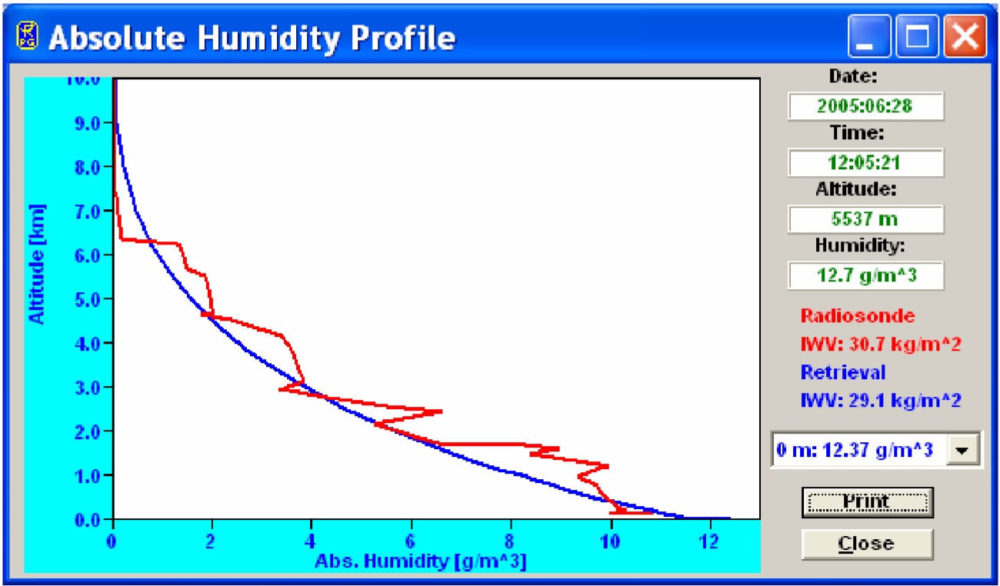 Absolute Humidity Profile
10.0
9.0
8.0
7.0
6.0
5.0
4.0
3.0
2.0
1.0
0.0
Altitude [km]
0 2 4 6 8 10 12
Abs. Humidity [g/m^3]
Date:
2005:06:28
Time:
12:05:21
Altitude:
5537 m
Humidity:
12.7 g/m^3
Radiosonde
IWV: 30.7 kg/m^2
Retrieval
IWV: 29.1 kg/m^2
0 m: 12.37 g/m^3
Print
Close